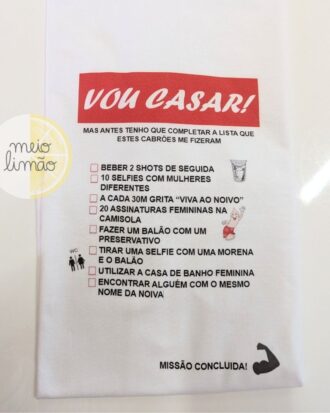 VOU CASAR!
MAS ANTES TENHO QUE COMPLETAR A LISTA QUE
ESTES CABRÕES ME FIZERAM
meio
limão
BEBER 2 SHOTS DE SEGUIDA
10 SELFIES COM MULHERES
DIFERENTES
A CADA 30M GRITA "VIVA AO NOIVO"
20 ASSINATURAS FEMININAS NA
CAMISOLA
FAZER UM BALÃO COM UM
PRESERVATIVO
WC
TIRAR UMA SELFIE COM UMA MORENA
E O BALÃO
UTILIZAR A CASA DE BANHO FEMININA
ENCONTRAR ALGUÉM COM O MESMO
NOME DA NOIVA
MISSÃO CONCLUIDA!